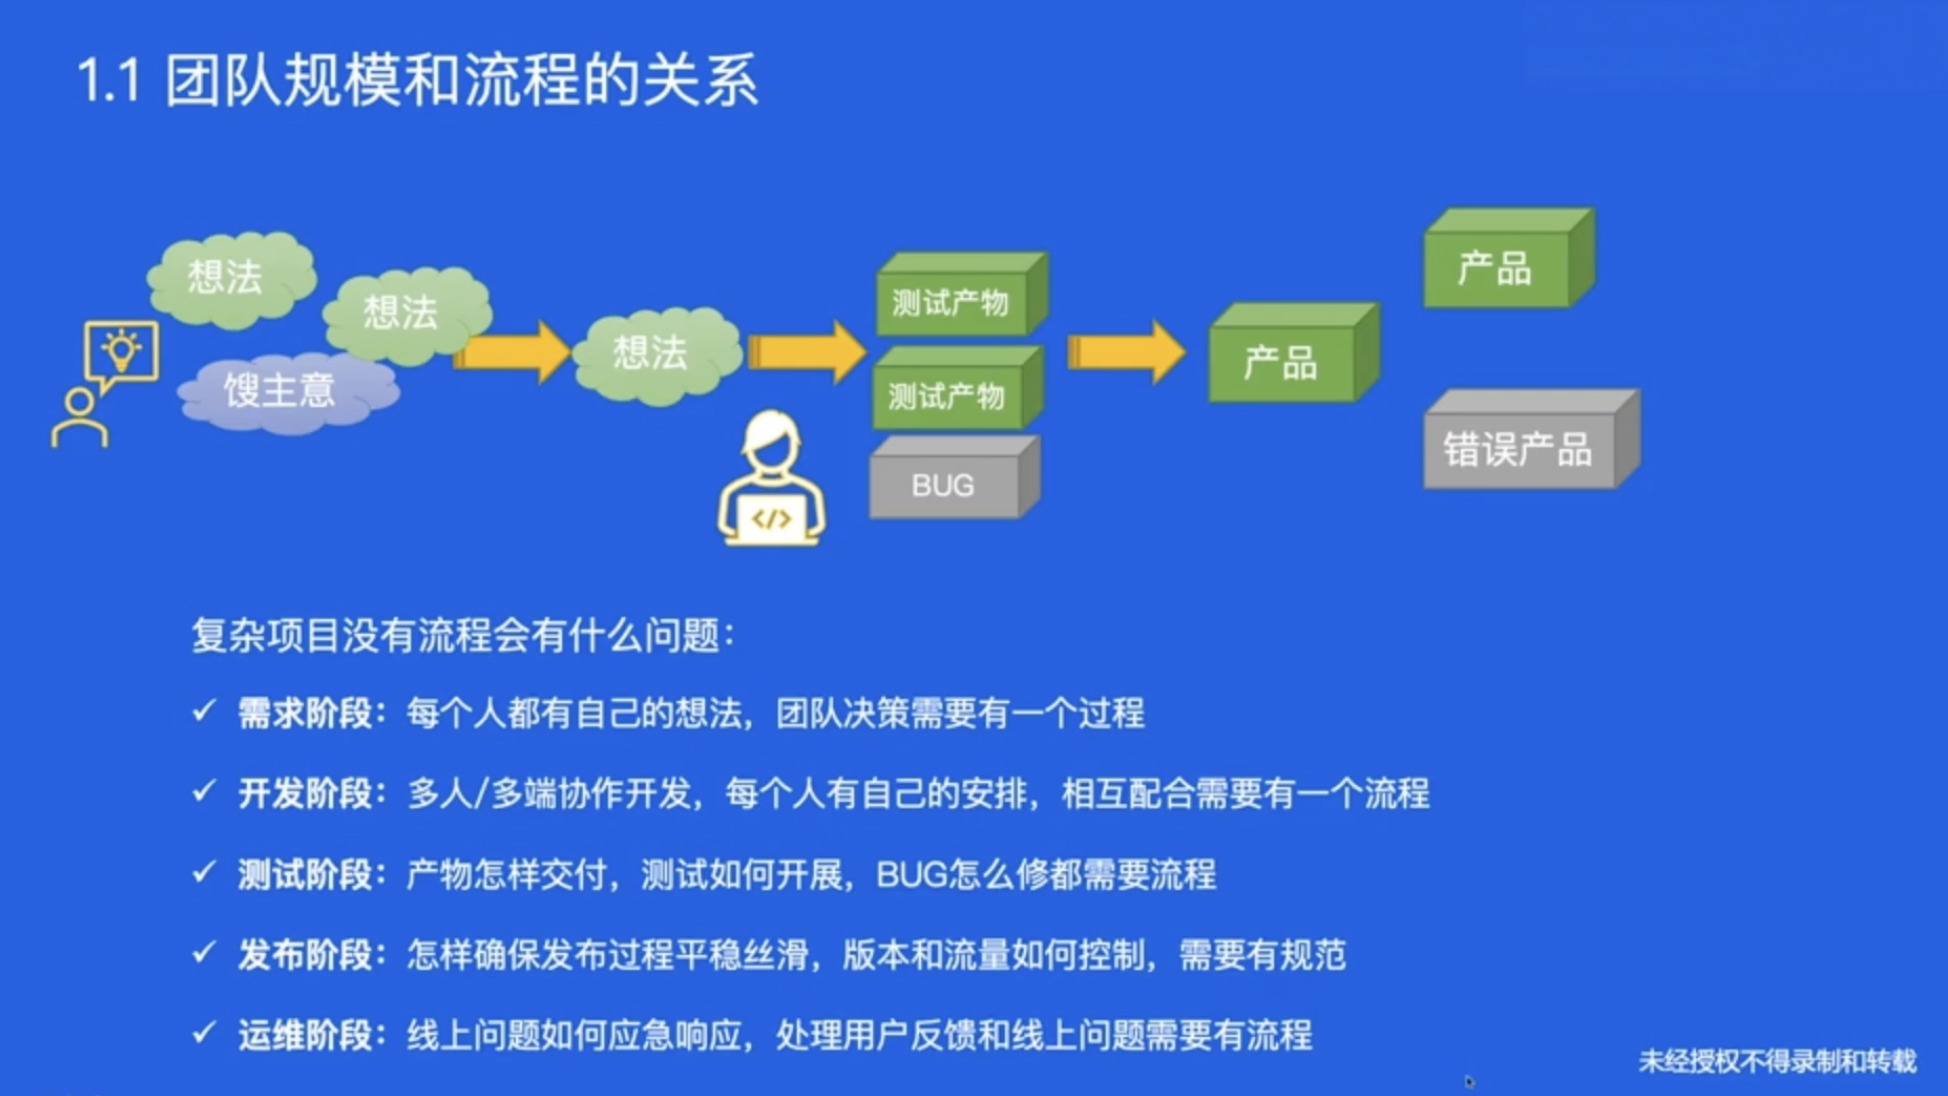 1.1 团队规模和流程的关系
想法
想法
馊主意
想法
测试产物
测试产物
BUG
</>
产品
产品
错误产品
复杂项目没有流程会有什么问题：
✓ 需求阶段：每个人都有自己的想法，团队决策需要有一个过程
✓ 开发阶段：多人/多端协作开发，每个人有自己的安排，相互配合需要有一个流程
✓ 测试阶段：产物怎样交付，测试如何开展，BUG怎么修都需要流程
✓ 发布阶段：怎样确保发布过程平稳丝滑，版本和流量如何控制，需要有规范
✓ 运维阶段：线上问题如何应急响应，处理用户反馈和线上问题需要有流程
未经授权不得录制和转载